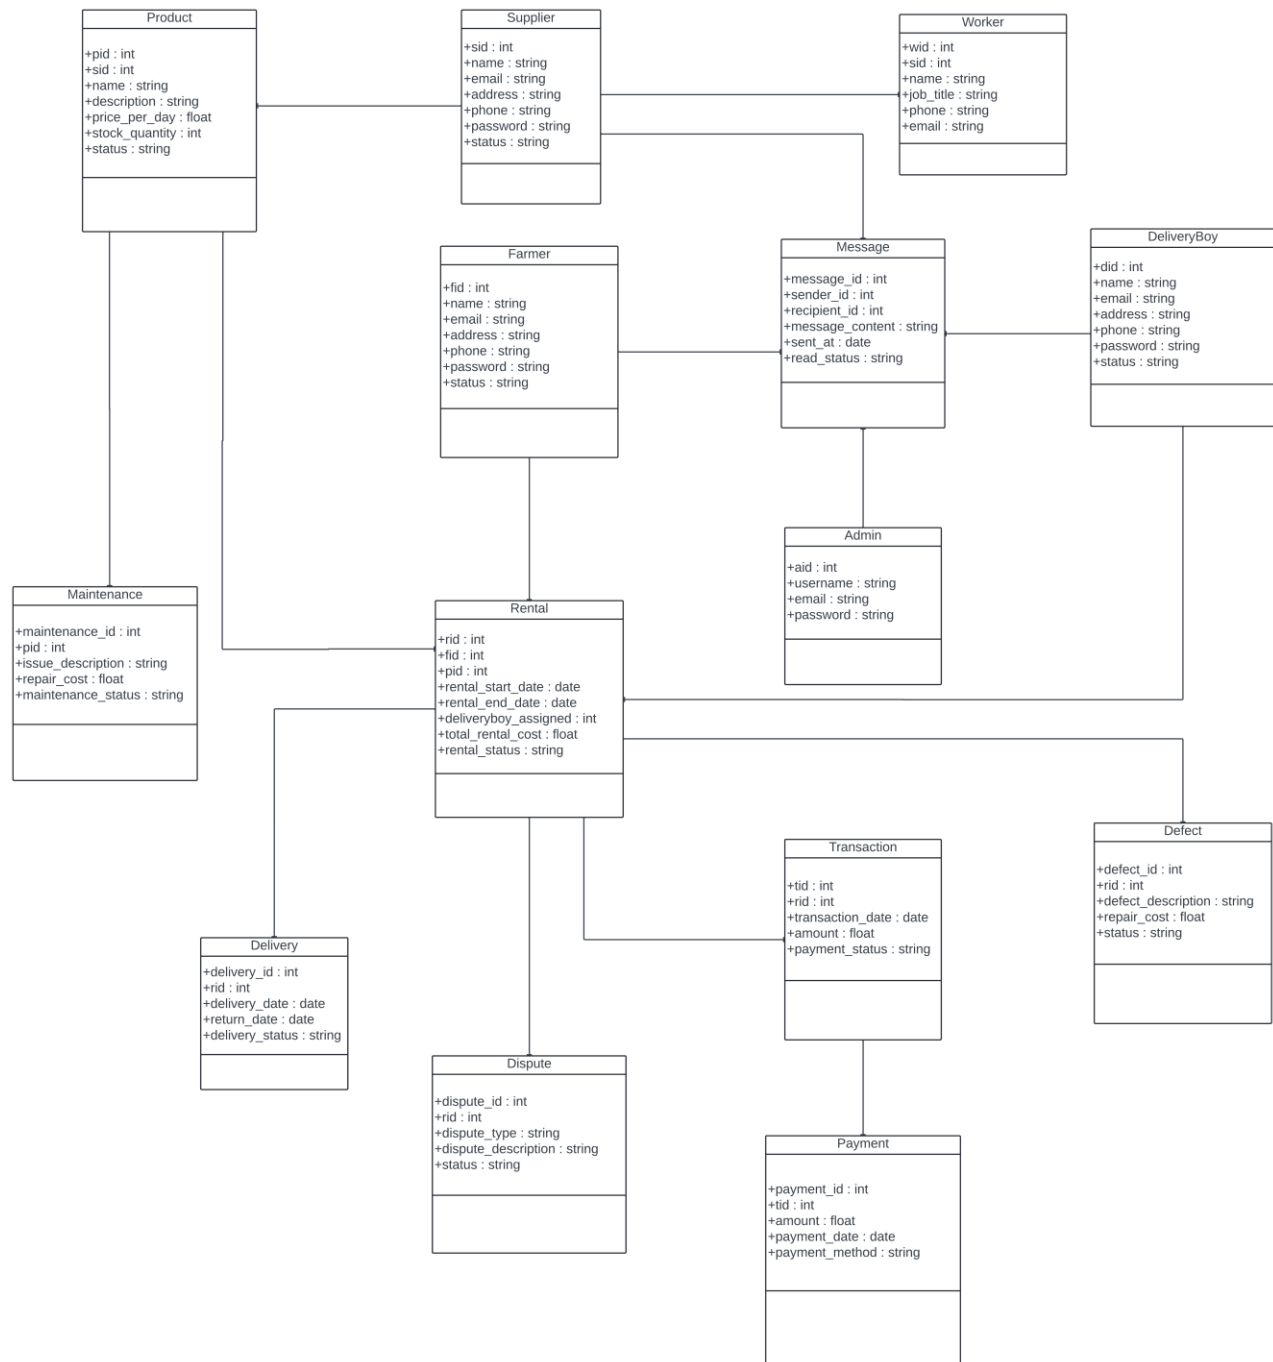 Product
+pid : int
+sid : int
+name : string
+description : string
+price_per_day : float
+stock_quantity : int
+status : string
Supplier
+sid : int
+name : string
+email : string
+address : string
+phone : string
+password : string
+status : string
Worker
+wid : int
+sid : int
+name : string
+job_title : string
+phone : string
+email : string
Farmer
+fid : int
+name : string
+email : string
+address : string
+phone : string
+password : string
+status : string
Message
+message_id : int
+sender_id : int
+recipient_id : int
+message_content : string
+sent_at : date
+read_status : string
DeliveryBoy
+did : int
+name : string
+email : string
+address : string
+phone : string
+password : string
+status : string
Admin
+aid : int
+username : string
+email : string
+password : string
Maintenance
+maintenance_id : int
+pid : int
+issue_description : string
+repair_cost : float
+maintenance_status : string
Rental
+rid : int
+fid : int
+pid : int
+rental_start_date : date
+rental_end_date : date
+deliveryboy_assigned : int
+total_rental_cost : float
+rental_status : string
Transaction
+tid : int
+rid : int
+transaction_date : date
+amount : float
+payment_status : string
Defect
+defect_id : int
+rid : int
+defect_description : string
+repair_cost : float
+status : string
Delivery
+delivery_id : int
+rid : int
+delivery_date : date
+return_date : date
+delivery_status : string
Dispute
+dispute_id : int
+rid : int
+dispute_type : string
+dispute_description : string
+status : string
Payment
+payment_id : int
+tid : int
+amount : float
+payment_date : date
+payment_method : string